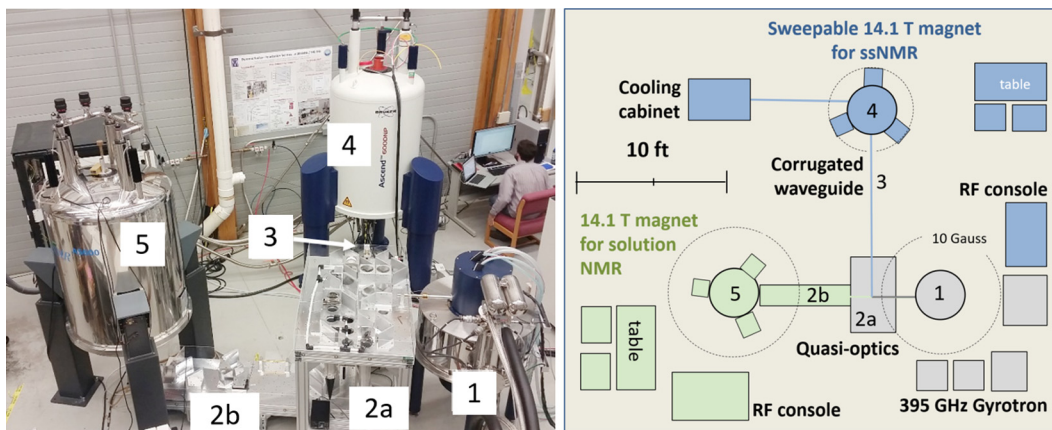 BRUKER
Ascend™ 600DNP
4
5
3
1
2b
2a
Sweepable 14.1 T magnet
for ssNMR
Cooling
cabinet
table
4
10 ft
Corrugated
waveguide
3
RF console
14.1 T magnet
for solution
NMR
10 Gauss
5
2b
1
2a
table
Quasi-optics
RF console
395 GHz Gyrotron